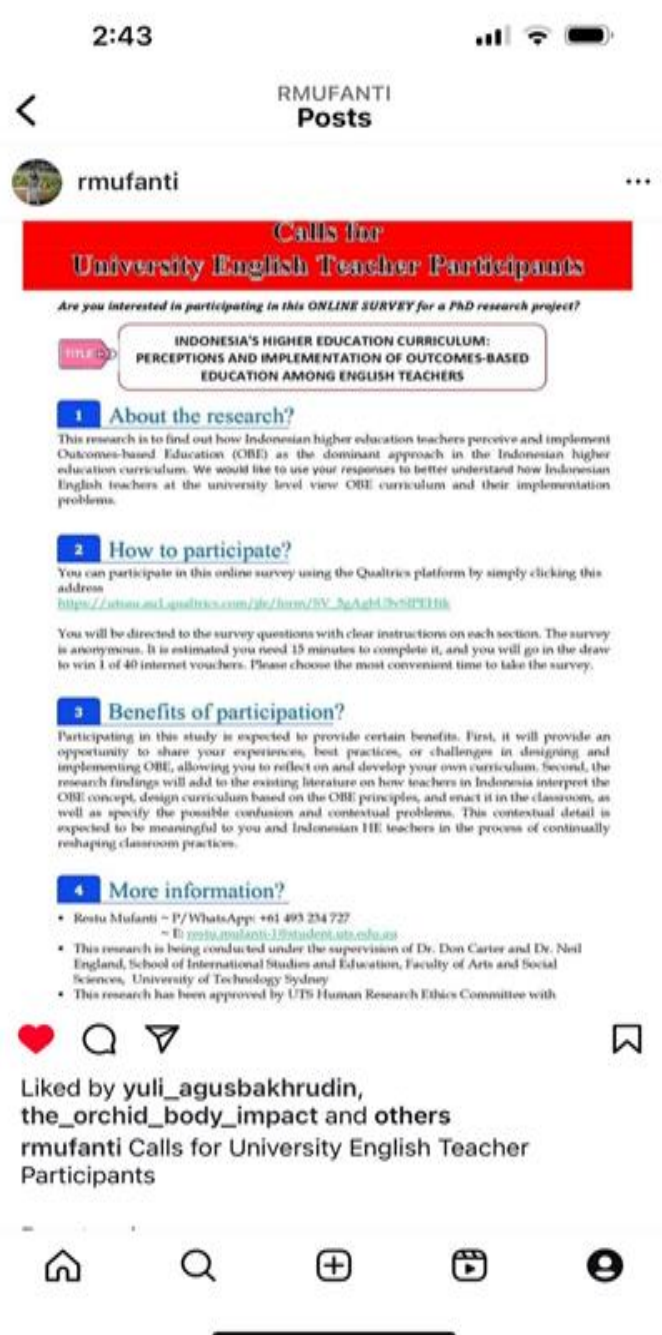 2:43
RMUFANTI
Posts
rmufanti
Calls for
University English Teacher Participants
Are you interested in participating in this ONLINE SURVEY for a PhD research project?
TITLE
INDONESIA'S HIGHER EDUCATION CURRICULUM:
PERCEPTIONS AND IMPLEMENTATION OF OUTCOMES-BASED
EDUCATION AMONG ENGLISH TEACHERS
1 About the research?
This research is to find out how Indonesian higher education teachers perceive and implement
Outcomes-based Education (OBE) as the dominant approach in the Indonesian higher
education curriculum. We would like to use your responses to better understand how Indonesian
English teachers at the university level view OBE curriculum and their implementation
problems.
2 How to participate?
You can participate in this online survey using the Qualtrics platform by simply clicking this
address
You will be directed to the survey questions with clear instructions on each section. The survey
is anonymous. It is estimated you need 15 minutes to complete it, and you will go in the draw
to win 1 of 40 internet vouchers. Please choose the most convenient time to take the survey.
3 Benefits of participation?
Participating in this study is expected to provide certain benefits. First, it will provide an
opportunity to share your experiences, best practices, or challenges in designing and
implementing OBE, allowing you to reflect on and develop your own curriculum. Second, the
research findings will add to the existing literature on how teachers in Indonesia interpret the
OBE concept, design curriculum based on the OBE principles, and enact it in the classroom, as
well as specify the possible confusion and contextual problems. This contextual detail is
expected to be meaningful to you and Indonesian HE teachers in the process of continually
reshaping classroom practices.
4 More information?
• Restu Mufanti ~ P/WhatsApp: +61 493 234 727
~ E: restu.mufanti-1@student.uts.edu.au
• This research is being conducted under the supervision of Dr. Don Carter and Dr. Neil
England, School of International Studies and Education, Faculty of Arts and Social
Sciences, University of Technology Sydney
• This research has been approved by UTS Human Research Ethics Committee with
Liked by yuli_agusbakhrudin,
the_orchid_body_impact and others
rmufanti Calls for University English Teacher
Participants